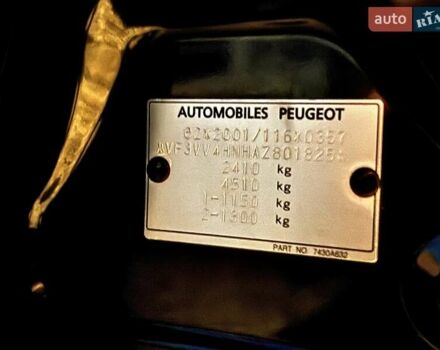 auto RIA
AUTOMOBILES PEUGEOT
e2*2001/116*0357
2410 kg
4510 kg
1-1150 kg
2-1300 kg
PART NO. 7430A632